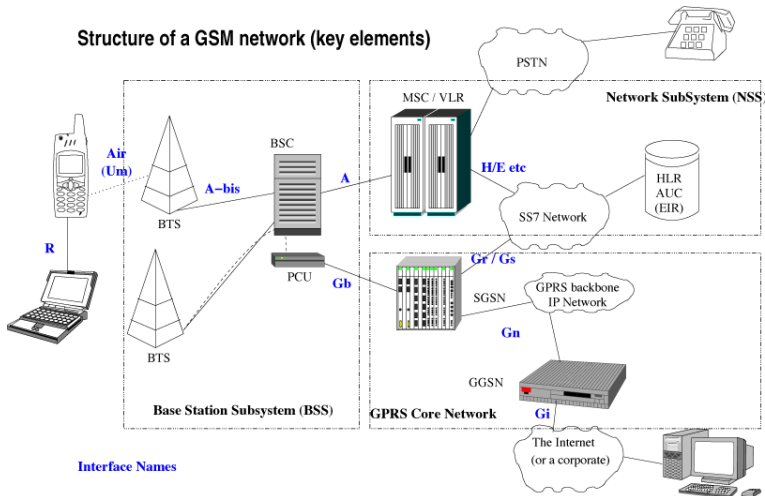 Structure of a GSM network (key elements)
PSTN
MSC / VLR
Network SubSystem (NSS)
BSC
Air
(Um)
A-bis
A
H/E etc
HLR
AUC
(EIR)
BTS
SS7 Network
R
PCU
Gb
Gr / Gs
SGSN
GPRS backbone
IP Network
Gn
BTS
GGSN
Base Station Subsystem (BSS)
GPRS Core Network
Gi
The Internet
(or a corporate)
Interface Names